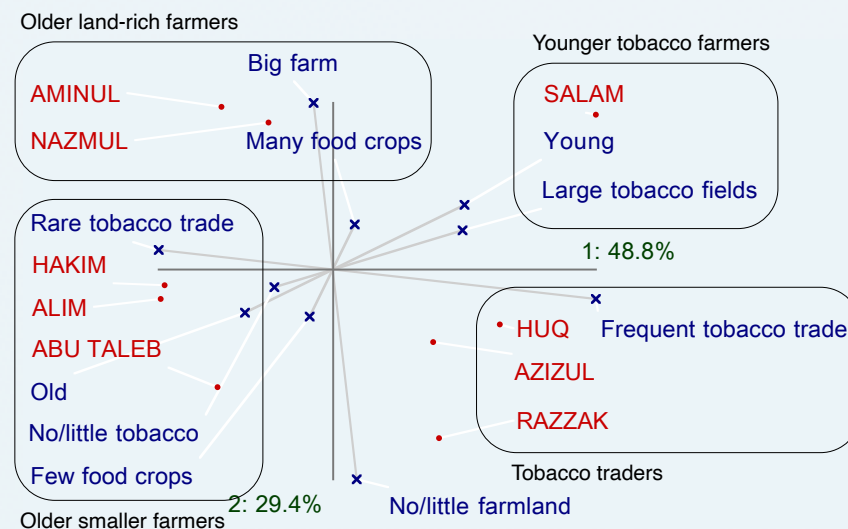 Older land-rich farmers
Big farm
AMINUL
NAZMUL
Many food crops
Younger tobacco farmers
SALAM
Young
Large tobacco fields
1: 48.8%
Rare tobacco trade
HAKIM
ALIM
ABU TALEB
Old
No/little tobacco
Few food crops
Older smaller farmers
2: 29.4%
HUQ
Frequent tobacco trade
AZIZUL
RAZZAK
Tobacco traders
No/little farmland